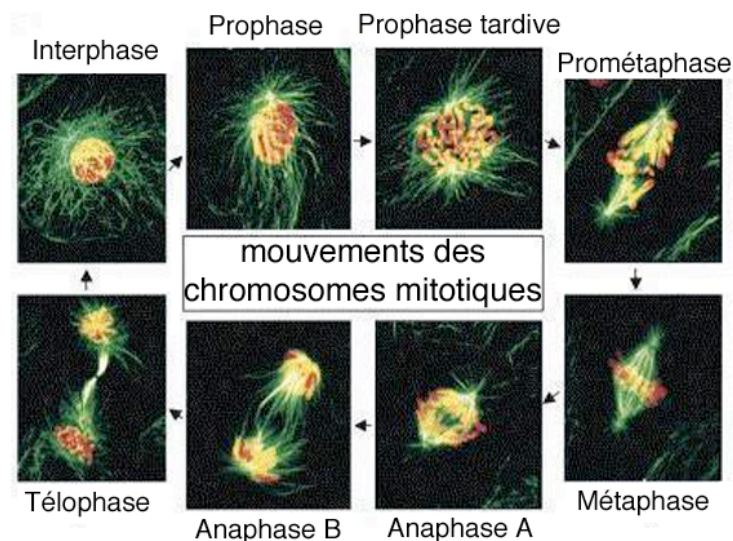 Interphase
Prophase
Prophase tardive
Prométaphase
mouvements des
chromosomes mitotiques
Télophase
Anaphase B
Anaphase A
Métaphase